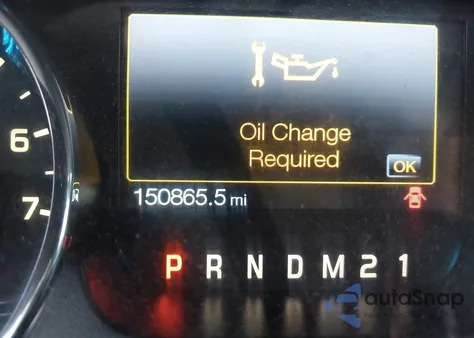 Oil Change
Required
OK
6
7
150865.5 mi
P R N D M 2 1
autoSnap